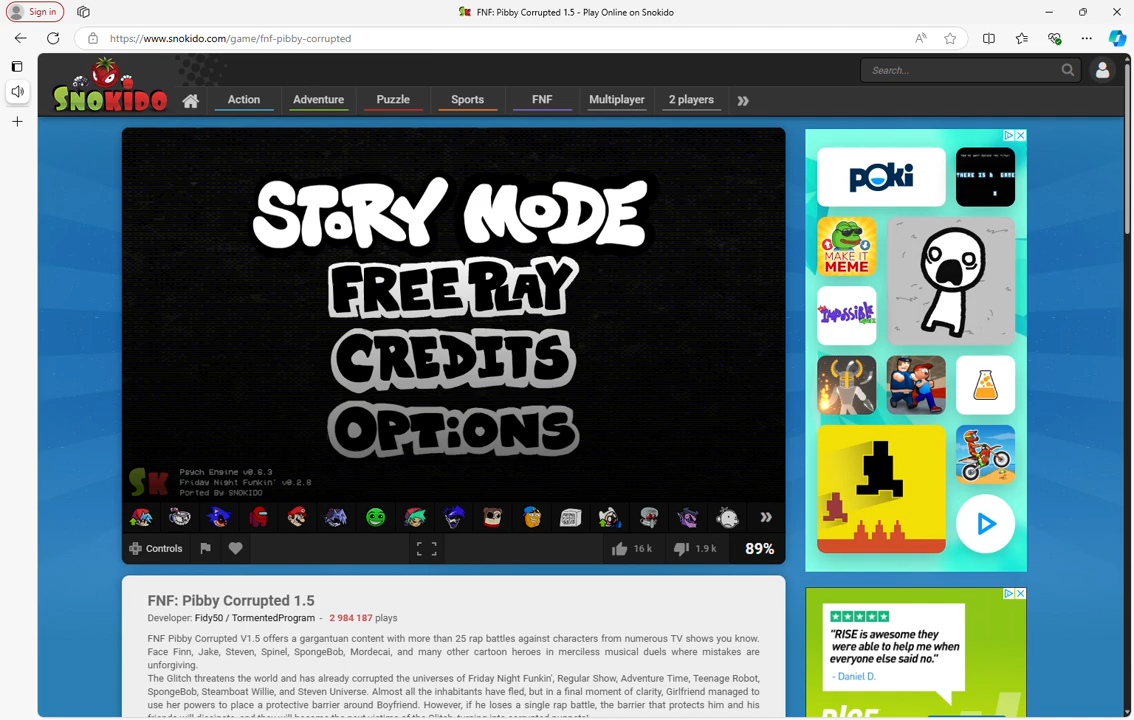 Sign in
FNF: Pibby Corrupted 1.5 - Play Online on Snokido
https://www.snokido.com/game/fnf-pibby-corrupted
SNOKIDO
Search...
Action
Adventure
Puzzle
Sports
FNF
Multiplayer
2 players
STORY MODE
FREEPLAY
CREDITS
OPTIONS
SK
Psych Engine v0.6.3
Friday Night Funkin' v0.2.8
Ported By SNOKIDO
Controls
16 k
1.9 k
89%
poki
THERE IS A GAME
MAKE IT
MEME
IMPOSSIBLE
FNF: Pibby Corrupted 1.5
Developer: Fidy50 / TormentedProgram - 2 984 187 plays
FNF Pibby Corrupted V1.5 offers a gargantuan content with more than 25 rap battles against characters from numerous TV shows you know.
Face Finn, Jake, Steven, Spinel, SpongeBob, Mordecai, and many other cartoon heroes in merciless musical duels where mistakes are
unforgiving.
The Glitch threatens the world and has already corrupted the universes of Friday Night Funkin', Regular Show, Adventure Time, Teenage Robot,
SpongeBob, Steamboat Willie, and Steven Universe. Almost all the inhabitants have fled, but in a final moment of clarity, Girlfriend managed to
use her powers to place a protective barrier around Boyfriend. However, if he loses a single rap battle, the barrier that protects him and his
"RISE is awesome they
were able to help me when
everyone else said no."
- Daniel D.